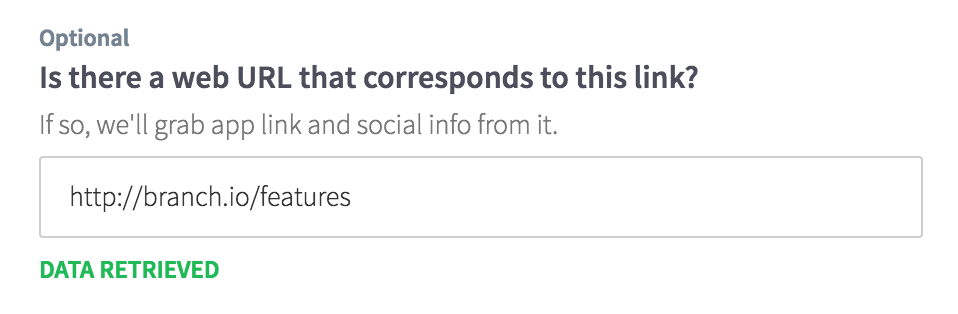 Optional
Is there a web URL that corresponds to this link?
If so, we'll grab app link and social info from it.
http://branch.io/features
DATA RETRIEVED